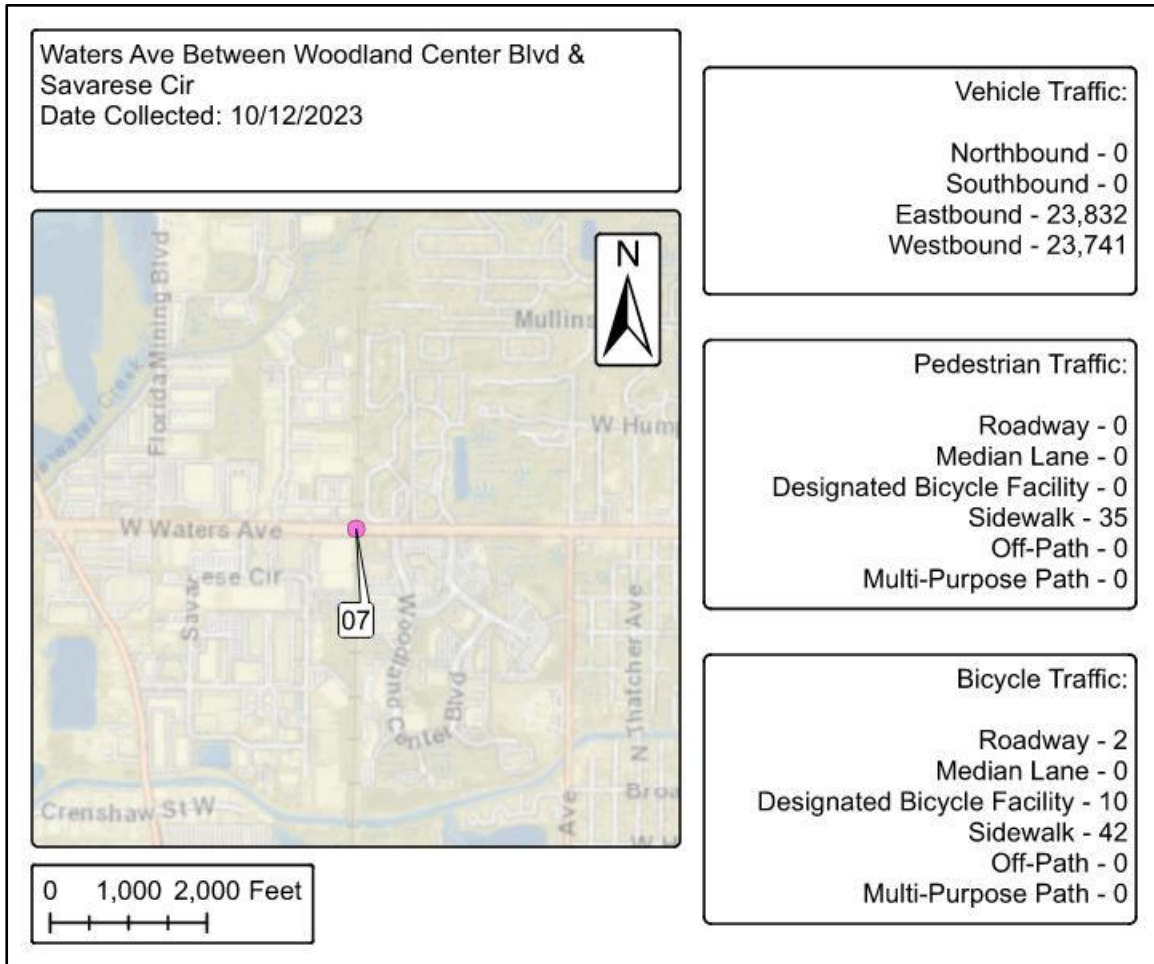 Waters Ave Between Woodland Center Blvd &
Savarese Cir
Date Collected: 10/12/2023
Vehicle Traffic:
Northbound - 0
Southbound - 0
Eastbound - 23,832
Westbound - 23,741
N
Florida Mining Blvd
Mullins
W Hum
W Waters Ave
Savarese Cir
07
Woodland Center Blvd
N Thatcher Ave
Ave
Broa
Crenshaw St W
W H
Pedestrian Traffic:
Roadway - 0
Median Lane - 0
Designated Bicycle Facility - 0
Sidewalk - 35
Off-Path - 0
Multi-Purpose Path - 0
Bicycle Traffic:
Roadway - 2
Median Lane - 0
Designated Bicycle Facility - 10
Sidewalk - 42
Off-Path - 0
Multi-Purpose Path - 0
0 1,000 2,000 Feet